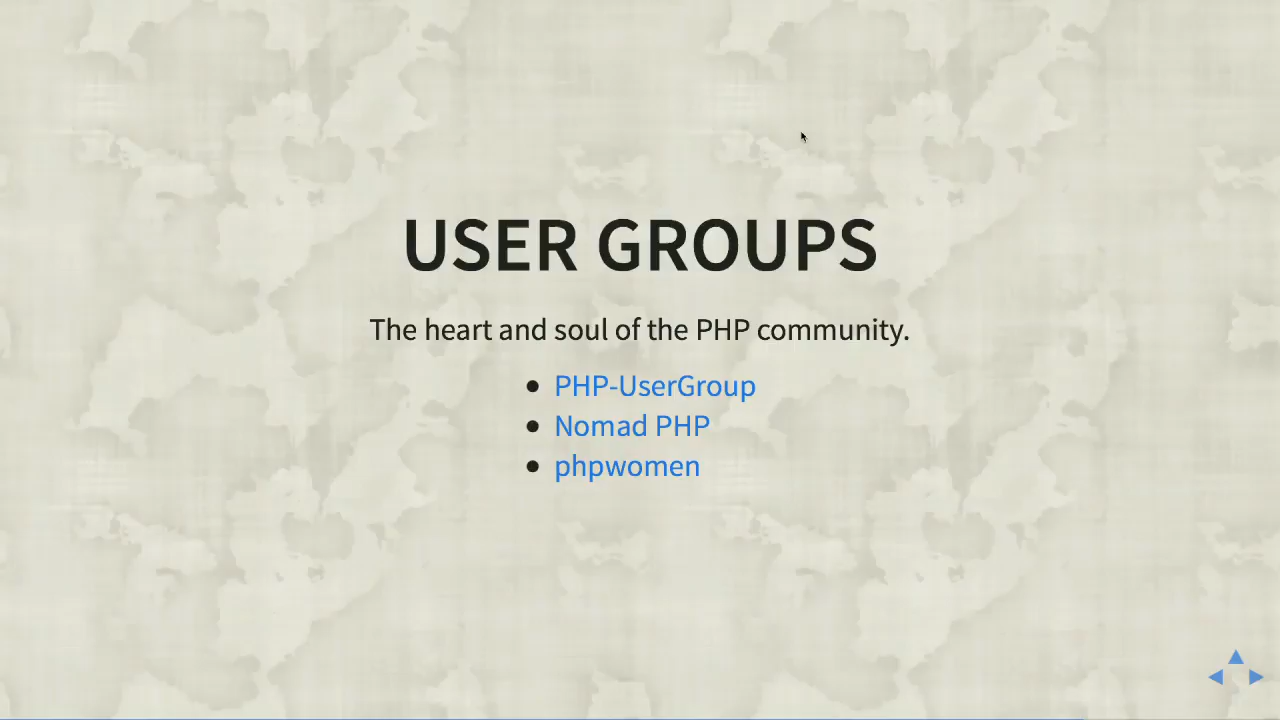 USER GROUPS
The heart and soul of the PHP community.
PHP-UserGroup
Nomad PHP
phpwomen